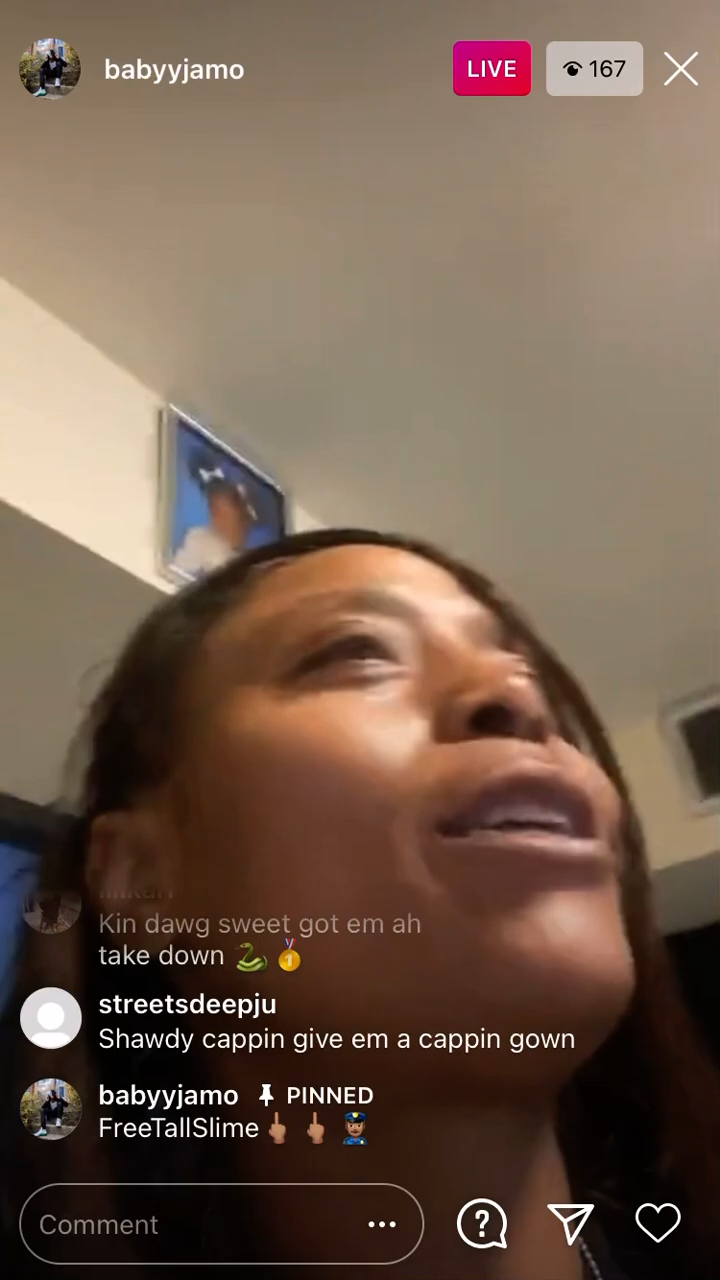 babyyjamo
LIVE
167
Kin dawg sweet got em ah
take down 🐍🏅
streetsdeepju
Shawdy cappin give em a cappin gown
babyyjamo PINNED
FreeTallSlime🖕🏽🖕🏽👮🏽‍♂️
Comment